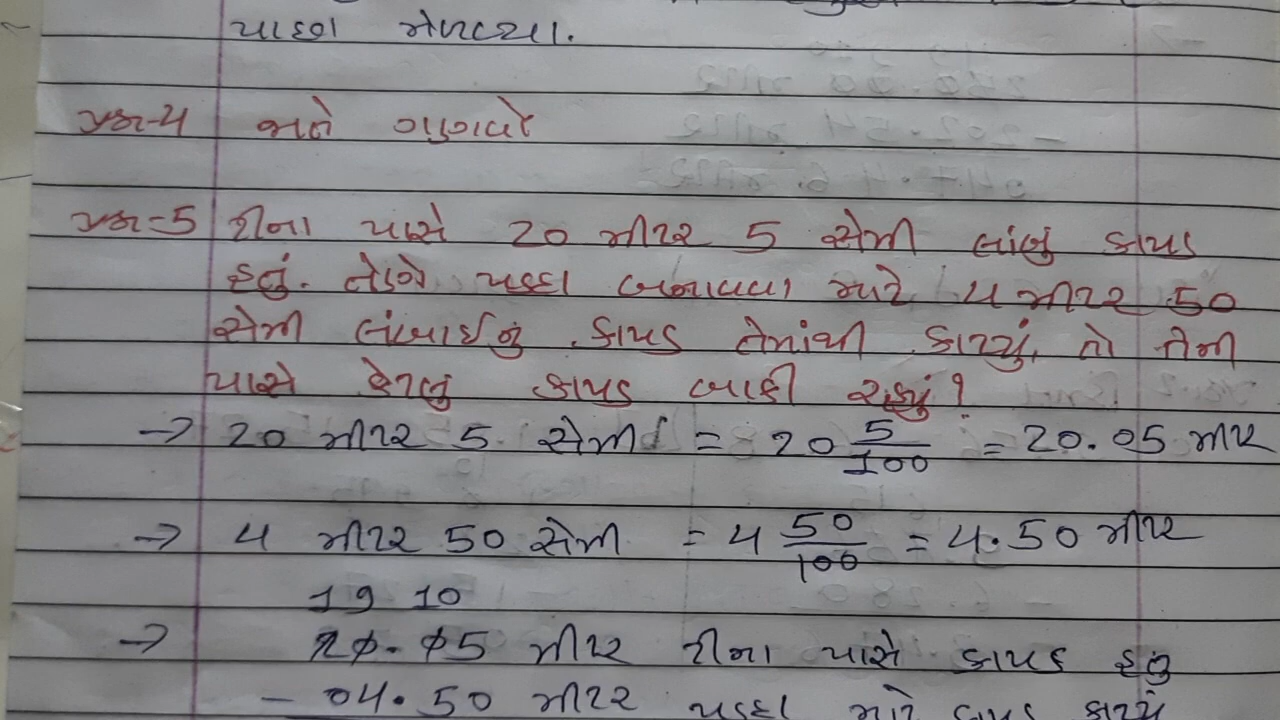 પાછા મેળવ્યા.
પ્રશ્ન-4 જાતે ગણવો
પ્રશ્ન-5 ટીના પાસે 20 મીટર 5 સેમી લાંબુ કાપડ
હતું. તેણે પડદા બનાવવા માટે 4 મીટર 50
સેમી લંબાઈનું કાપડ તેમાંથી કાપ્યું, તો તેની
પાસે કેટલું કાપડ બાકી રહ્યું?
→ 20 મીટર 5 સેમી = 20 5/100 = 20.05 મીટર
→ 4 મીટર 50 સેમી = 4 50/100 = 4.50 મીટર
19 10
→ 20.05 મીટર ટીના પાસે કાપડ હતુ
- 04.50 મીટર પડદા માટે કાપડ કાપ્યું